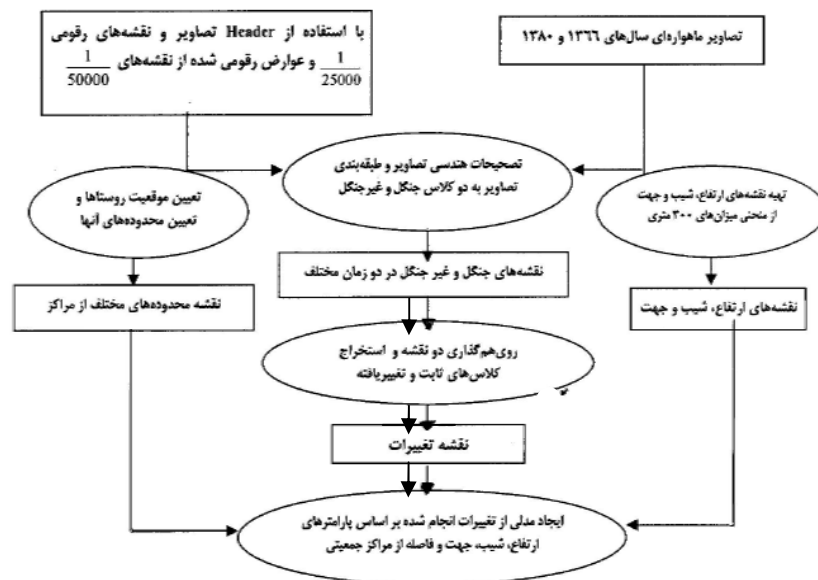 با استفاده از Header تصاویر و نقشه‌های رقومی
1/25000 و عوارض رقومی شده از نقشه‌های 1/50000
تصاویر ماهواره‌ای سال‌های ۱۳۶۶ و ۱۳۸۰
تصحیحات هندسی تصاویر و طبقه‌بندی
تصاویر به دو کلاس جنگل و غیرجنگل
تعیین موقعیت روستاها و
تعیین محدوده‌های آنها
تهیه نقشه‌های ارتفاع، شیب و جهت
از منحنی میزان‌های ۳۰۰ متری
نقشه‌های جنگل و غیر جنگل در دو زمان مختلف
نقشه محدوده‌های مختلف از مراکز
نقشه‌های ارتفاع، شیب و جهت
روی‌هم‌گذاری دو نقشه و استخراج
کلاس‌های ثابت و تغییریافته
نقشه تغییرات
ایجاد مدلی از تغییرات انجام شده بر اساس پارامترهای
ارتفاع، شیب، جهت و فاصله از مراکز جمعیتی